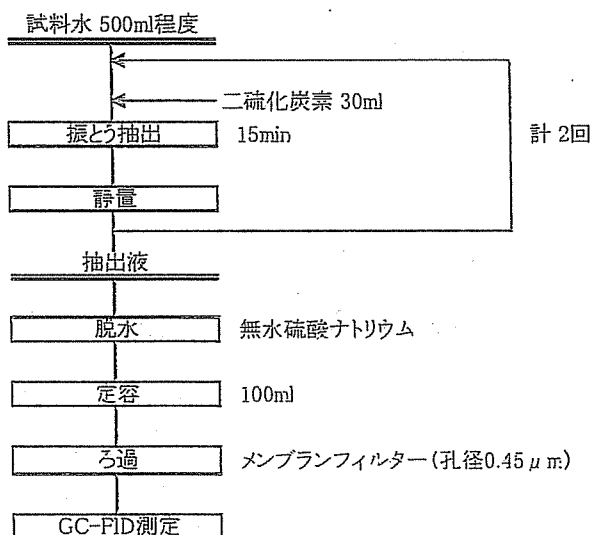 試料水 500ml程度
二硫化炭素 30ml
振とう抽出 15min
計 2回
静置
抽出液
脱水 無水硫酸ナトリウム
定容 100ml
ろ過 メンブランフィルター(孔径0.45μm)
GC-FID測定